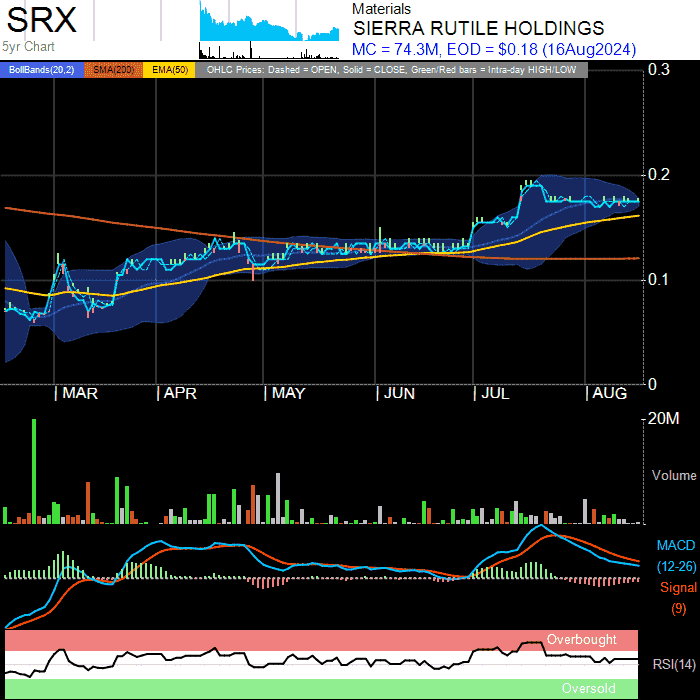 SRX
5yr Chart
Materials
SIERRA RUTILE HOLDINGS
MC = 74.3M, EOD = $0.18 (16Aug2024)
BollBands(20,2) SMA(200) EMA(50) OHLC Prices: Dashed = OPEN, Solid = CLOSE, Green/Red bars = Intra-day HIGH/LOW
0.3
0.2
0.1
0
MAR APR MAY JUN JUL AUG
20M
Volume
MACD
(12-26)
Signal
(9)
Overbought
RSI(14)
Oversold